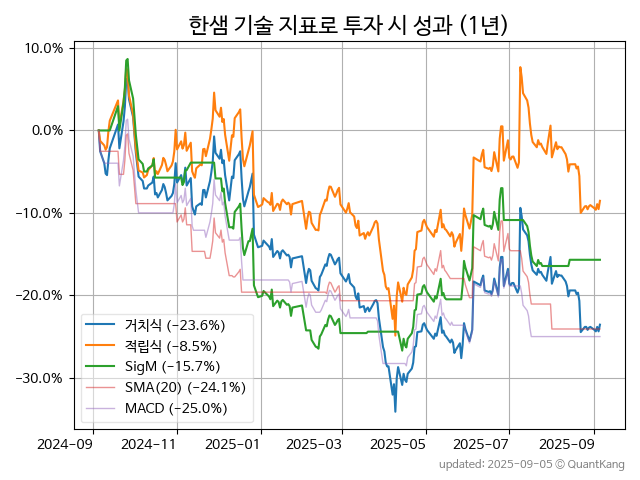 한샘 기술 지표로 투자 시 성과 (1년)
10.0%
0.0%
−10.0%
−20.0%
−30.0%
거치식 (−23.6%)
적립식 (−8.5%)
SigM (−15.7%)
SMA(20) (−24.1%)
MACD (−25.0%)
2024-09 2024-11 2025-01 2025-03 2025-05 2025-07 2025-09
updated: 2025-09-05 © QuantKang